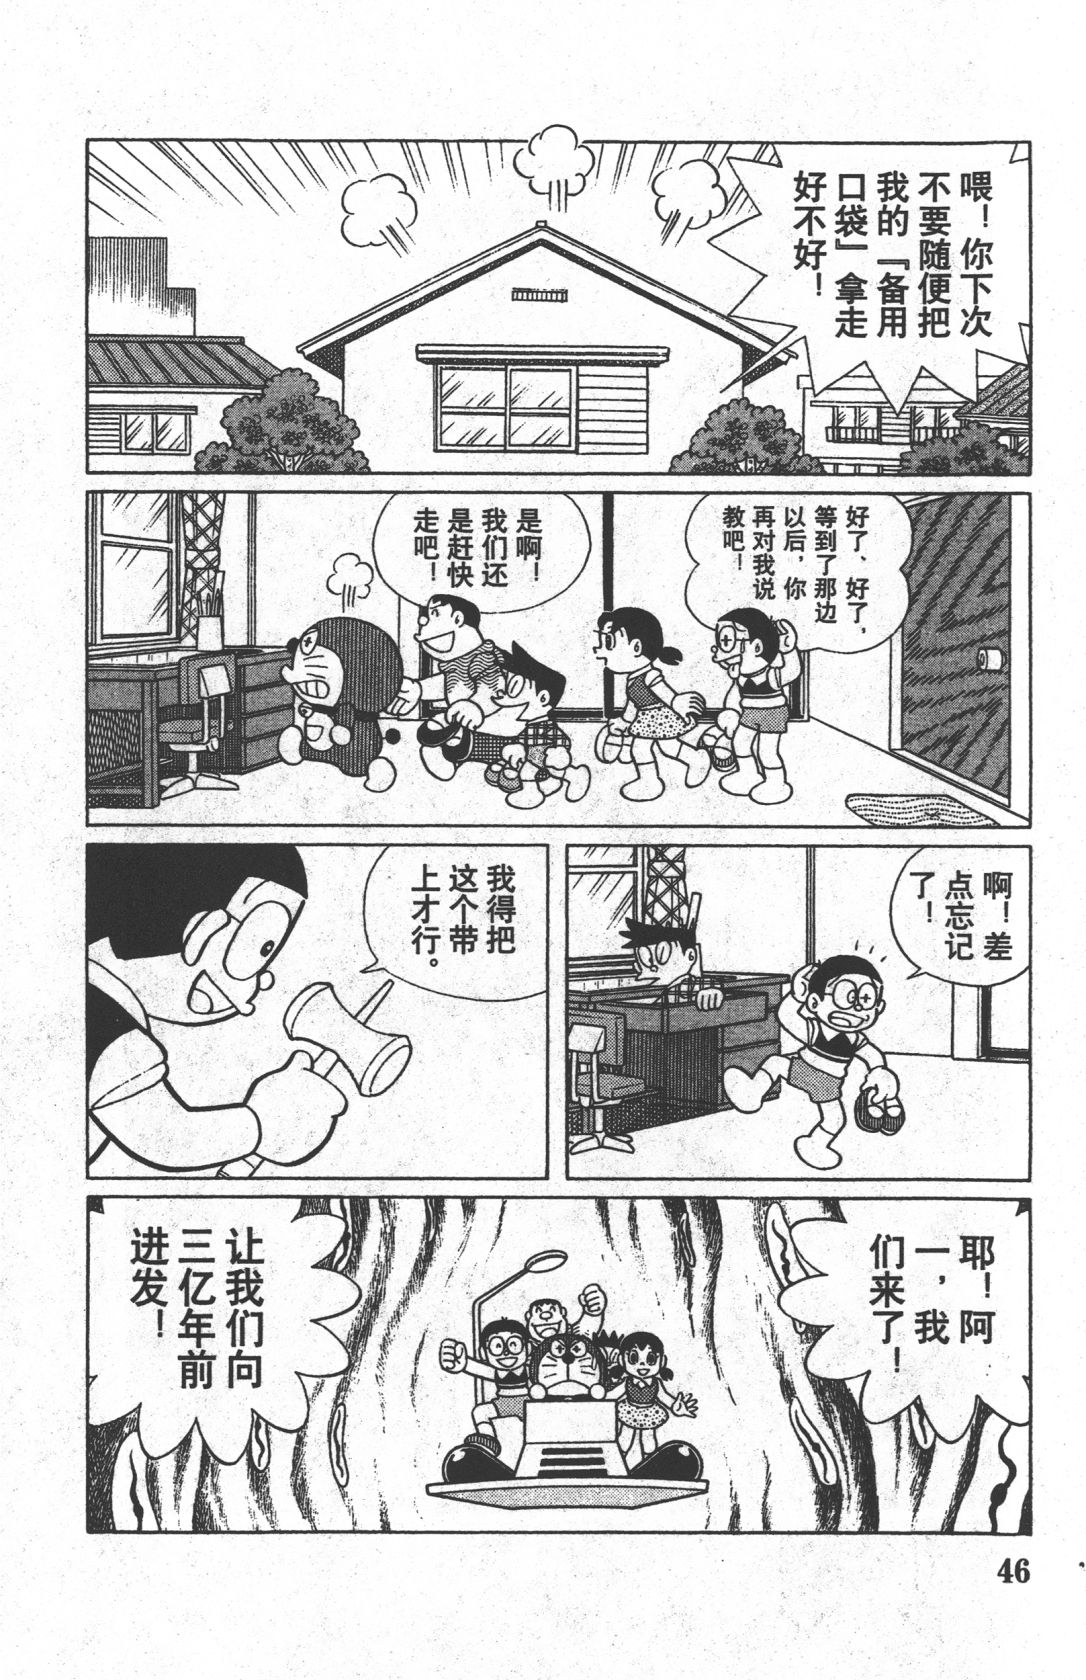 喂！你下次
不要随便把
我的『备用
口袋』拿走
好不好！
好了、好了，
等到了那边
以后，你
再对我说
教吧！
是啊！
我们还
是赶快
走吧！
啊！差
点忘记
了！
我得把
这个带
上才行。
耶！阿
一，我
们来了！
让我们向
三亿年前
进发！
46